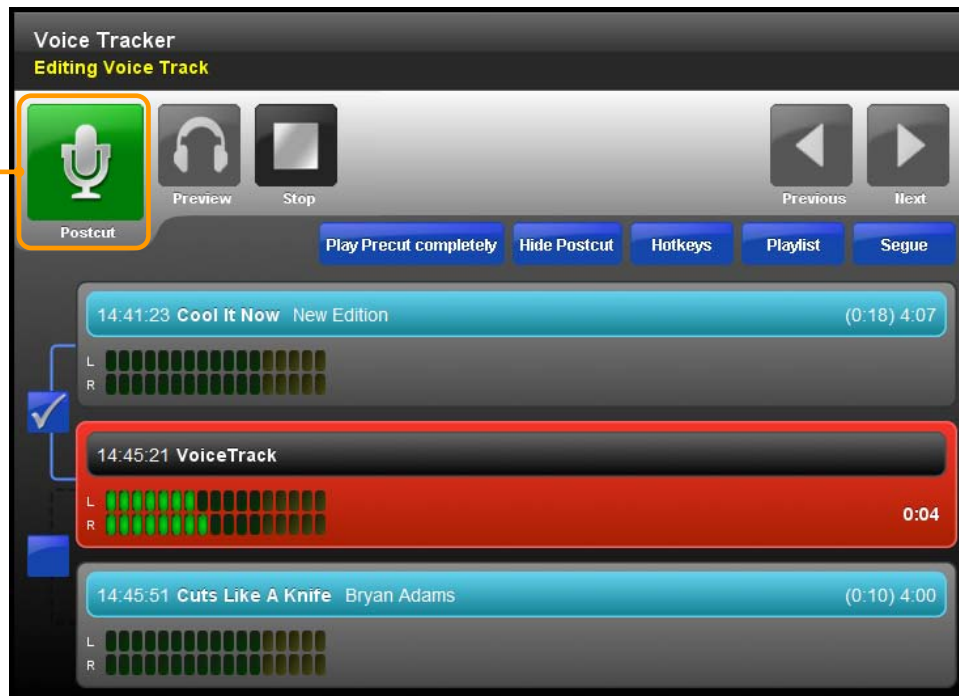 Voice Tracker
Editing Voice Track
Preview
Stop
Previous
Next
Postcut
Play Precut completely
Hide Postcut
Hotkeys
Playlist
Segue
14:41:23 Cool It Now New Edition (0:18) 4:07
L
R
14:45:21 VoiceTrack
L
R
0:04
14:45:51 Cuts Like A Knife Bryan Adams (0:10) 4:00
L
R